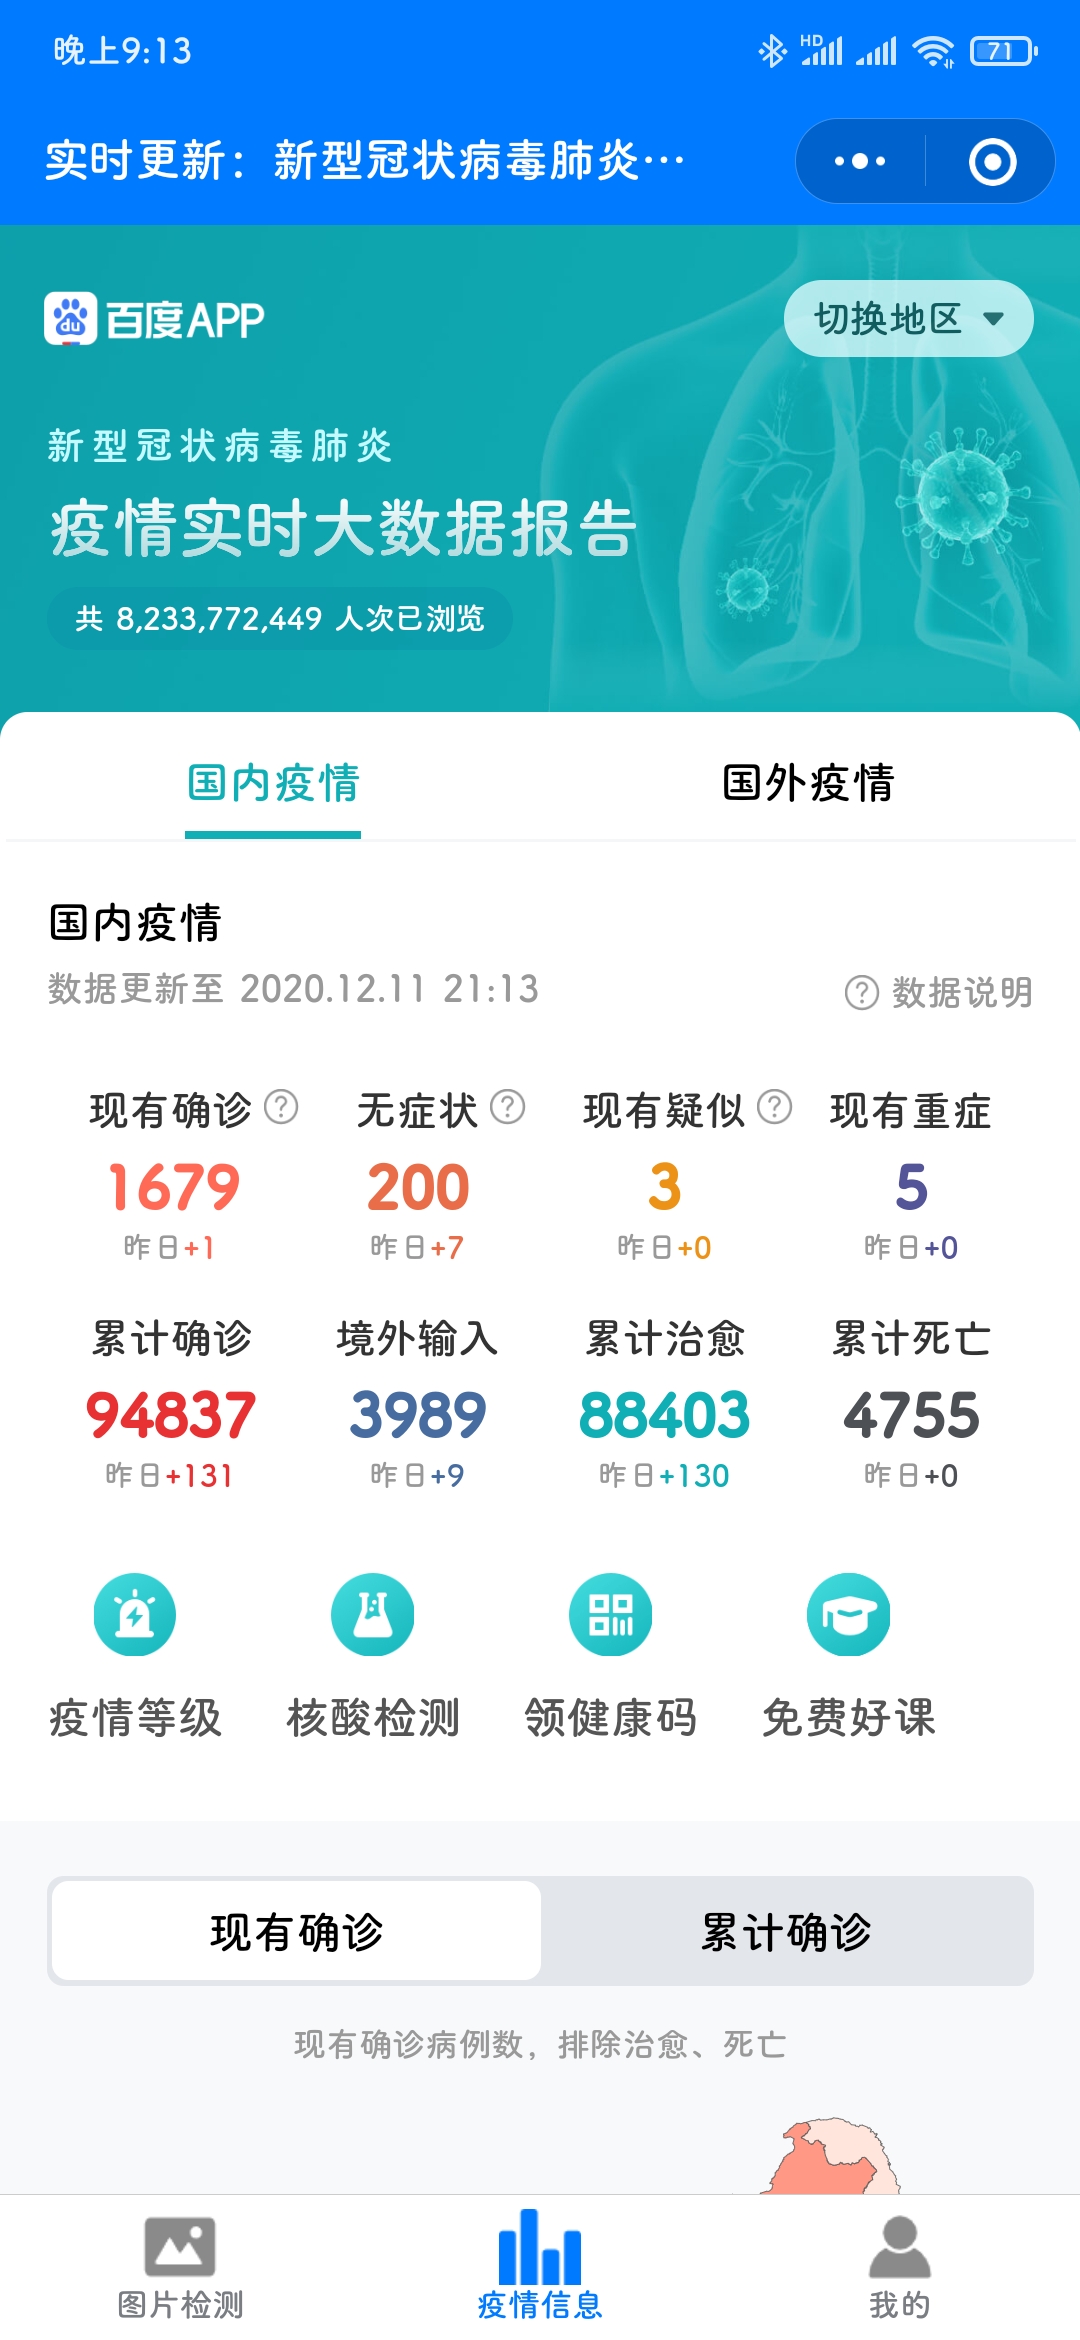 晚上9:13
HD
71
实时更新：新型冠状病毒肺炎…
du 百度APP
切换地区
新型冠状病毒肺炎
疫情实时大数据报告
共 8,233,772,449 人次已浏览
国内疫情 国外疫情
国内疫情
数据更新至 2020.12.11 21:13
? 数据说明
现有确诊 ? 无症状 ? 现有疑似 ? 现有重症
1679 200 3 5
昨日+1 昨日+7 昨日+0 昨日+0
累计确诊 境外输入 累计治愈 累计死亡
94837 3989 88403 4755
昨日+131 昨日+9 昨日+130 昨日+0
疫情等级 核酸检测 领健康码 免费好课
现有确诊 累计确诊
现有确诊病例数，排除治愈、死亡
图片检测 疫情信息 我的